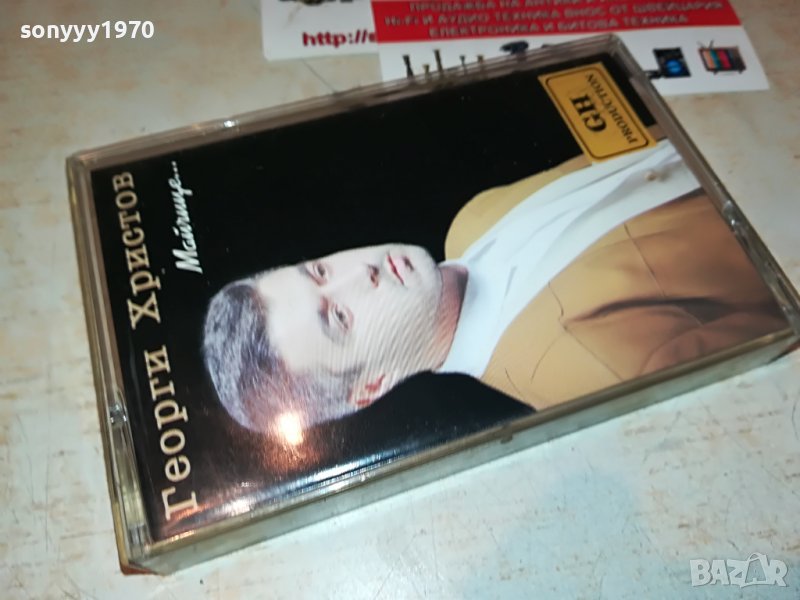 sonyyy1970
ПРОДАЖБА НА АНТИКИ
Hi-Fi И АУДИО ТЕХНИКА ВНОС ОТ ШВЕЙЦАРИЯ
ЕЛЕКТРОНИКА И БИТОВА ТЕХНИКА
http://
Георги Христов
Майчице...
GH
PRODUCTION
BAZAR